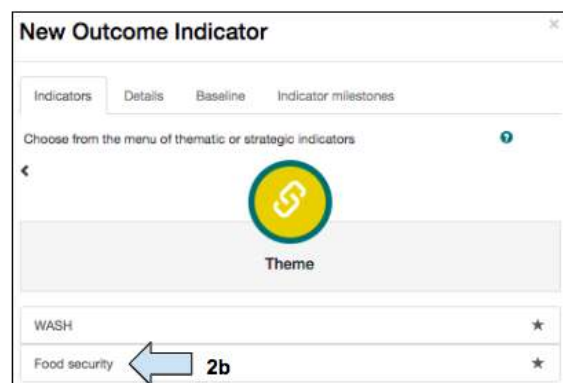 New Outcome Indicator ×
Indicators Details Baseline Indicator milestones
Choose from the menu of thematic or strategic indicators ?
Theme
WASH
Food security 2b